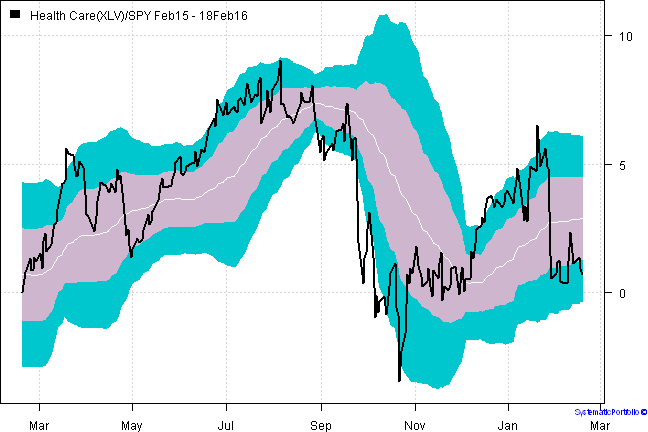 Health Care(XLV)/SPY Feb15 - 18Feb16
10
5
0
SystematicPortfolio ©
Mar May Jul Sep Nov Jan Mar